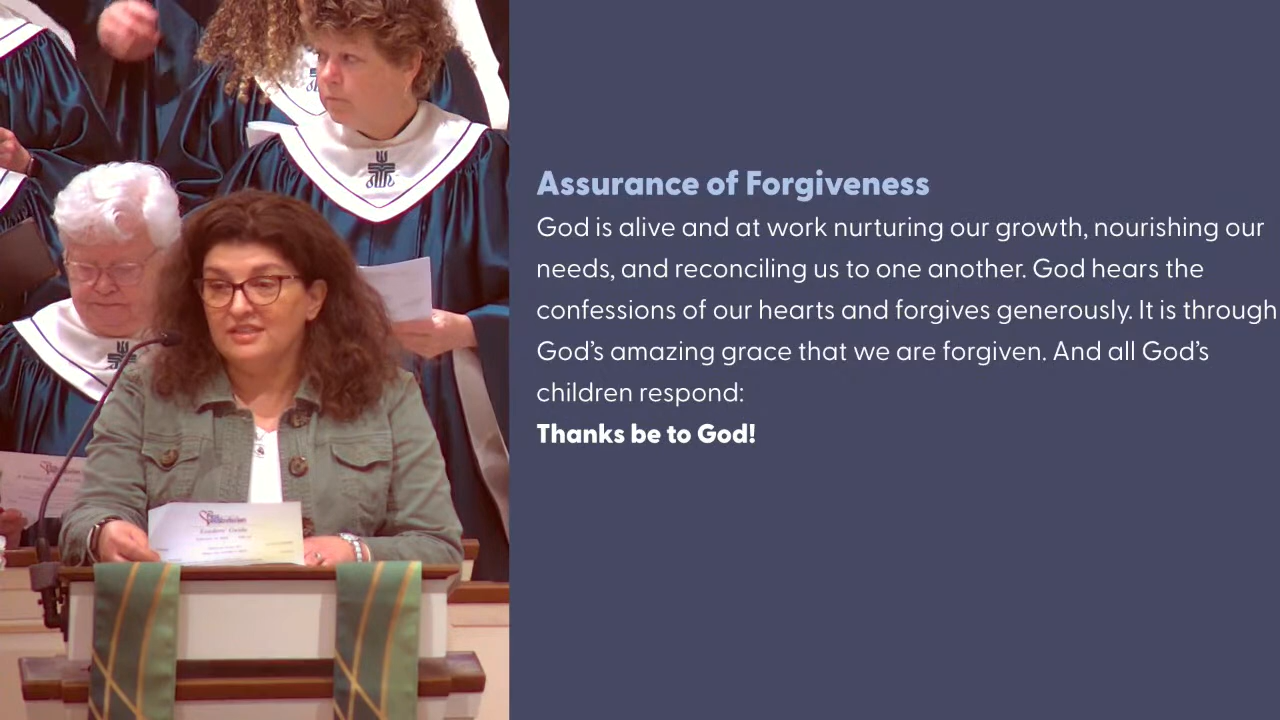 Assurance of Forgiveness
God is alive and at work nurturing our growth, nourishing our
needs, and reconciling us to one another. God hears the
confessions of our hearts and forgives generously. It is through
God’s amazing grace that we are forgiven. And all God’s
children respond:
Thanks be to God!
Leaders' Guide